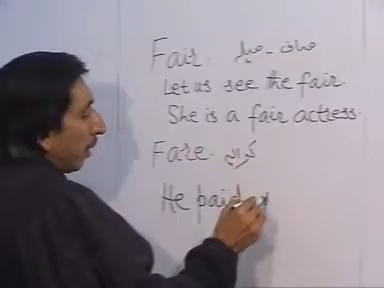 Fair. صاف - میلہ
Let us see the fair.
She is a fair actress.
Fare - کرایہ
He paid